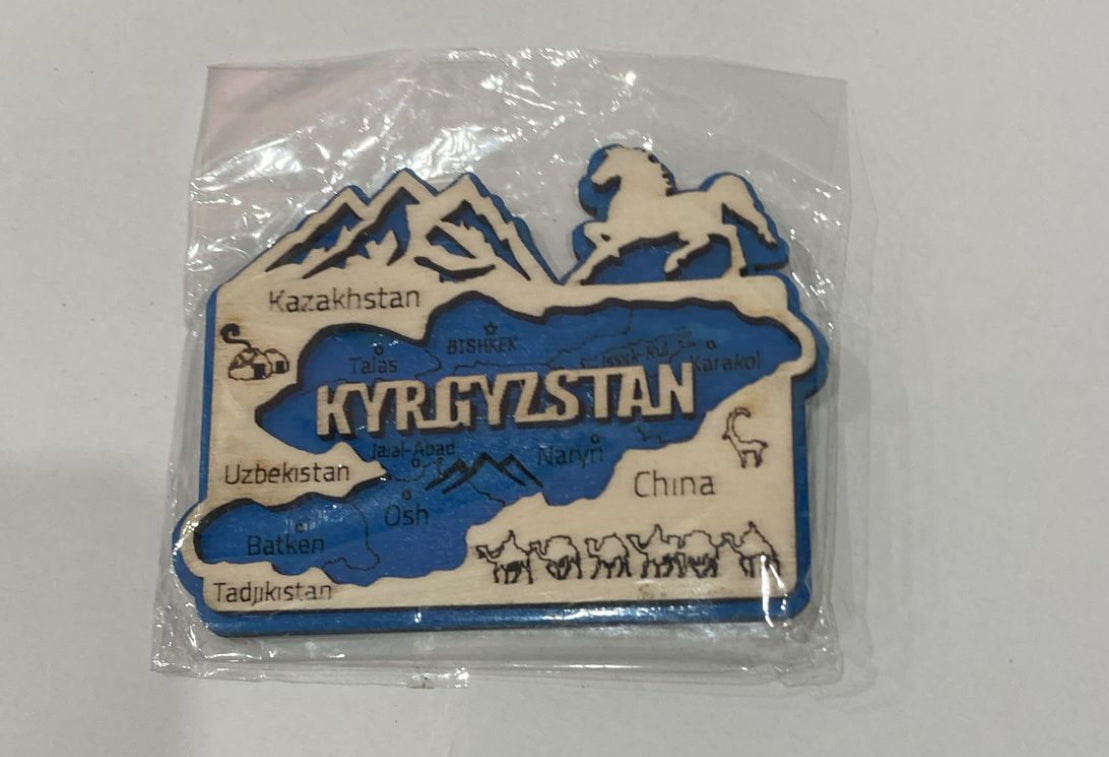 Kazakhstan
BISHKEK
Talas
Issyk-Kul
Karakol
KYRGYZSTAN
Jalal-Abad
Naryn
Uzbekistan
China
Osh
Batken
Tadjikistan